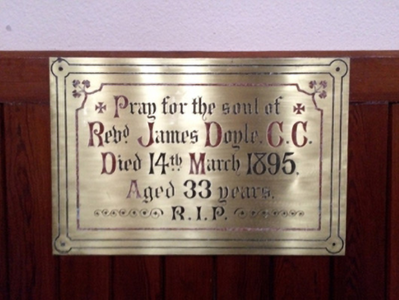 Pray for the soul of
Revd James Doyle, C.C.
Died 14th March 1895.
Aged 33 years.
R.I.P.